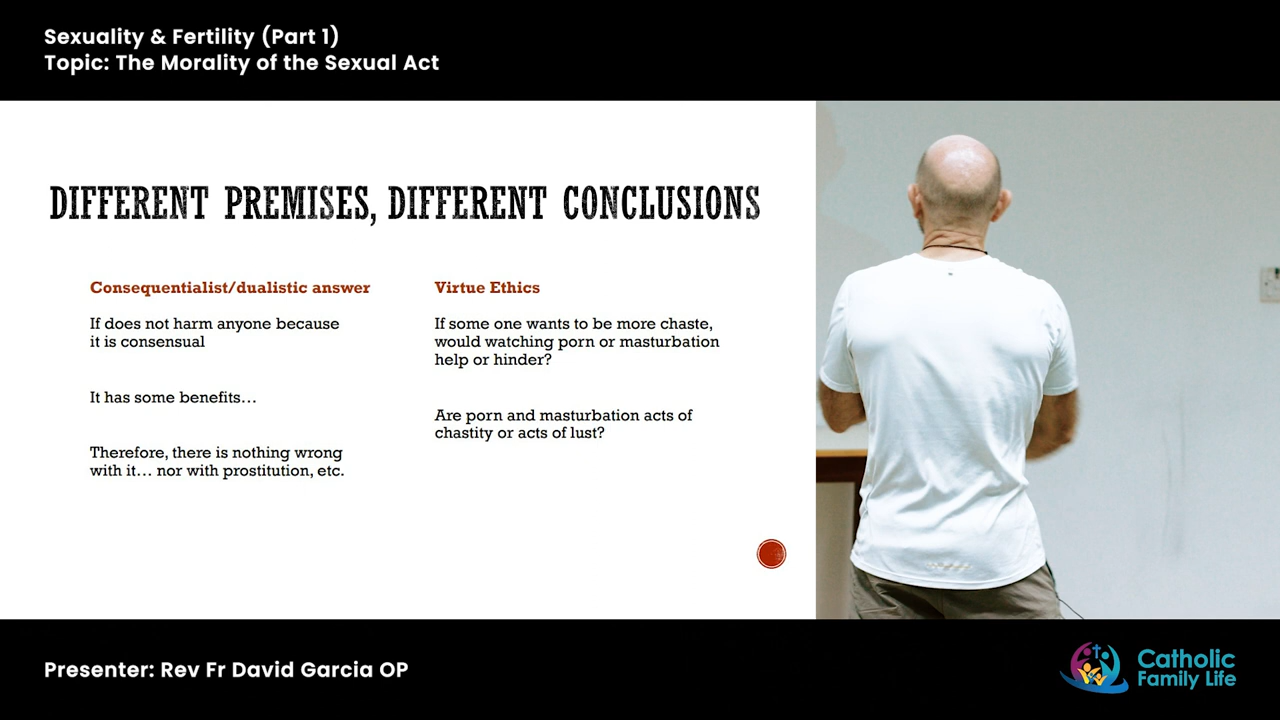 Sexuality & Fertility (Part 1)
Topic: The Morality of the Sexual Act
DIFFERENT PREMISES, DIFFERENT CONCLUSIONS
Consequentialist/dualistic answer
If does not harm anyone because
it is consensual
It has some benefits…
Therefore, there is nothing wrong
with it… nor with prostitution, etc.
Virtue Ethics
If some one wants to be more chaste,
would watching porn or masturbation
help or hinder?
Are porn and masturbation acts of
chastity or acts of lust?
Presenter: Rev Fr David Garcia OP
Catholic
Family Life